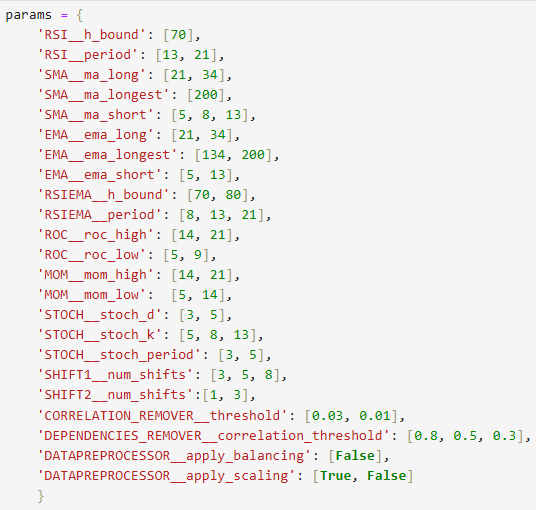 params = {
    'RSI__h_bound': [70],
    'RSI__period': [13, 21],
    'SMA__ma_long': [21, 34],
    'SMA__ma_longest': [200],
    'SMA__ma_short': [5, 8, 13],
    'EMA__ema_long': [21, 34],
    'EMA__ema_longest': [134, 200],
    'EMA__ema_short': [5, 13],
    'RSIEMA__h_bound': [70, 80],
    'RSIEMA__period': [8, 13, 21],
    'ROC__roc_high': [14, 21],
    'ROC__roc_low': [5, 9],
    'MOM__mom_high': [14, 21],
    'MOM__mom_low':  [5, 14],
    'STOCH__stoch_d': [3, 5],
    'STOCH__stoch_k': [5, 8, 13],
    'STOCH__stoch_period': [3, 5],
    'SHIFT1__num_shifts': [3, 5, 8],
    'SHIFT2__num_shifts':[1, 3],
    'CORRELATION_REMOVER__threshold': [0.03, 0.01],
    'DEPENDENCIES_REMOVER__correlation_threshold': [0.8, 0.5, 0.3],
    'DATAPREPROCESSOR__apply_balancing': [False],
    'DATAPREPROCESSOR__apply_scaling': [True, False]
    }